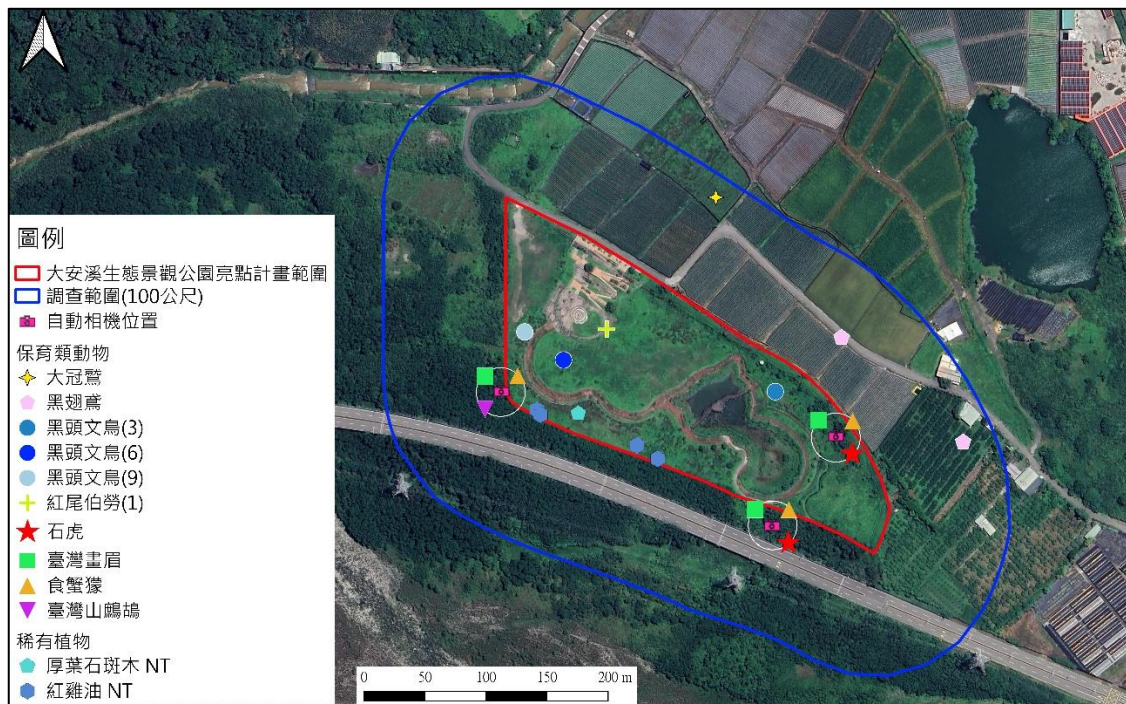 圖例
大安溪生態景觀公園亮點計畫範圍
調查範圍(100公尺)
自動相機位置
保育類動物
大冠鷲
黑翅鳶
黑頭文鳥(3)
黑頭文鳥(6)
黑頭文鳥(9)
紅尾伯勞(1)
石虎
臺灣畫眉
食蟹獴
臺灣山鷓鴣
稀有植物
厚葉石斑木 NT
紅雞油 NT
0 50 100 150 200 m